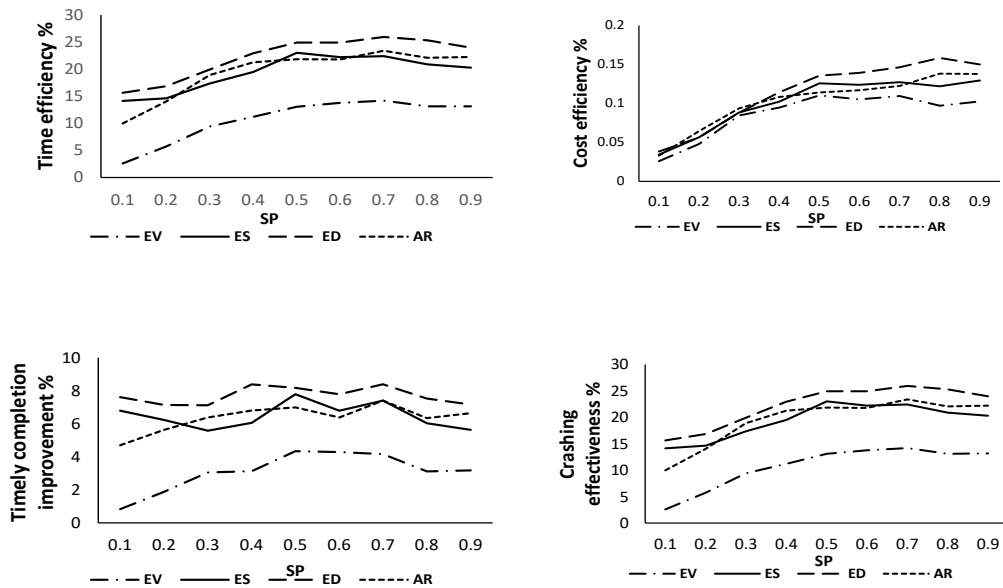 Time efficiency %
30
25
20
15
10
5
0
0.1 0.2 0.3 0.4 0.5 0.6 0.7 0.8 0.9
SP
EV ES ED AR
Cost efficiency %
0.2
0.15
0.1
0.05
0
0.1 0.2 0.3 0.4 0.5 0.6 0.7 0.8 0.9
SP
EV ES ED AR
Timely completion
improvement %
10
8
6
4
2
0
0.1 0.2 0.3 0.4 0.5 0.6 0.7 0.8 0.9
SP
EV ES ED AR
Crashing
effectiveness %
30
25
20
15
10
5
0
0.1 0.2 0.3 0.4 0.5 0.6 0.7 0.8 0.9
SP
EV ES ED AR